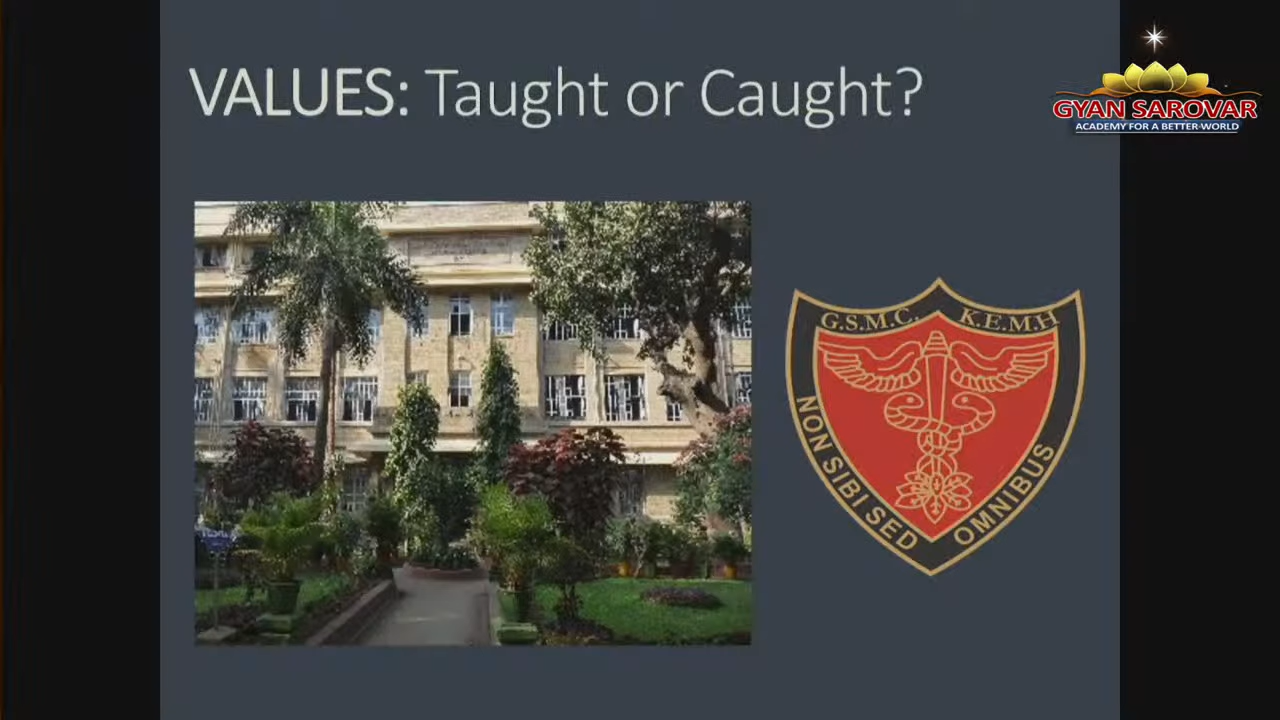 VALUES: Taught or Caught?
GYAN SAROVAR
ACADEMY FOR A BETTER-WORLD
G.S.M.C. K.E.M.H
NON SIBI SED OMNIBUS